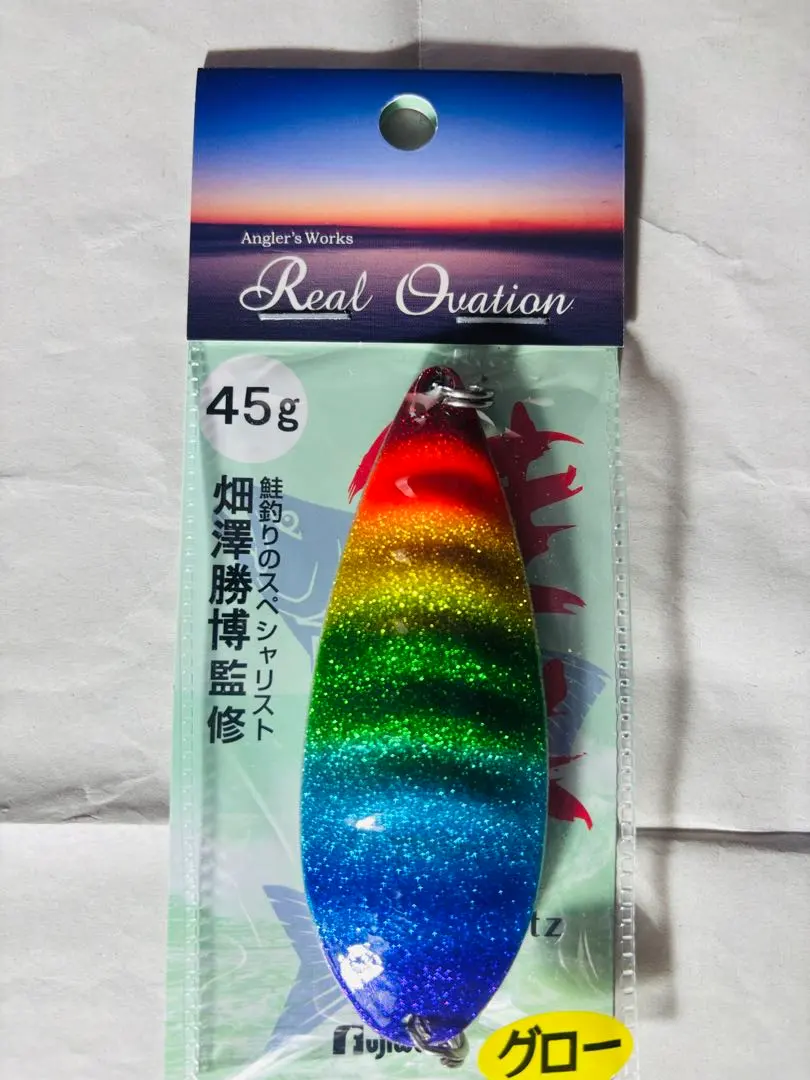 Angler's Works
Real Ovation
45g
鮭釣りのスペシャリスト
畑澤勝博 監修
tz
グロー